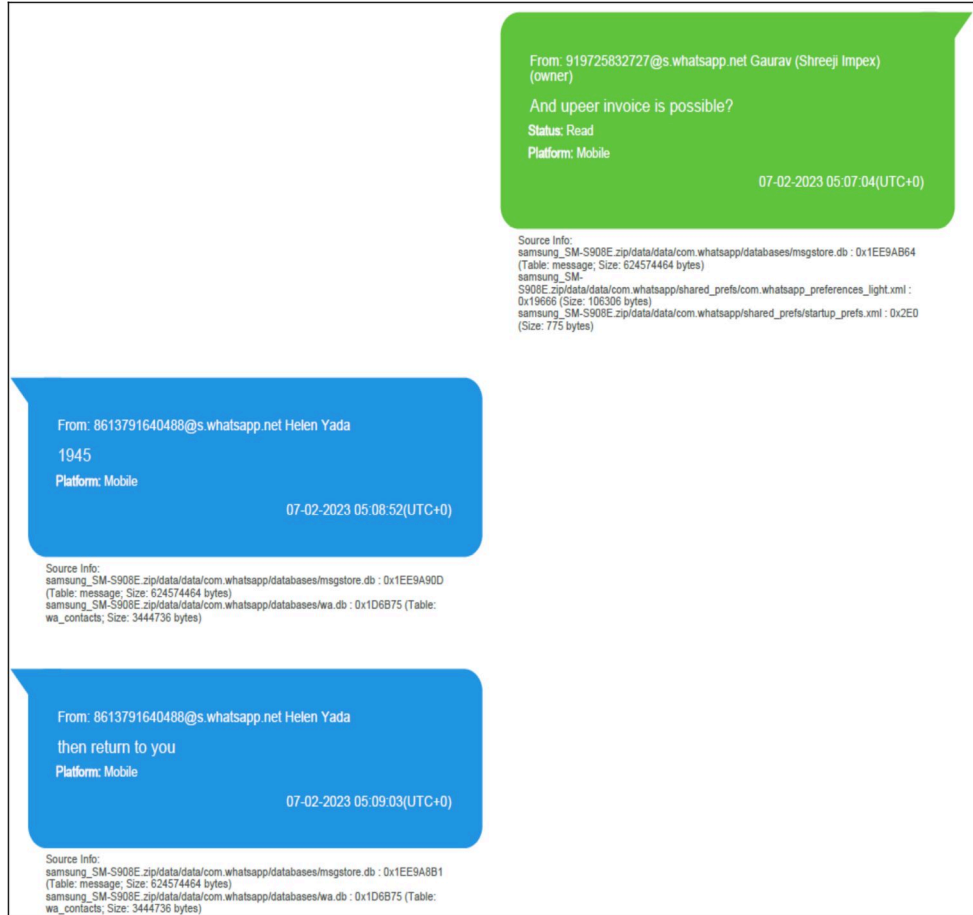 From: 919725832727@s.whatsapp.net Gaurav (Shreeji Impex)
(owner)
And upeer invoice is possible?
Status: Read
Platform: Mobile
07-02-2023 05:07:04(UTC+0)
Source Info:
samsung_SM-S908E.zip/data/data/com.whatsapp/databases/msgstore.db : 0x1EE9AB64
(Table: message; Size: 624574464 bytes)
samsung_SM-
S908E.zip/data/data/com.whatsapp/shared_prefs/com.whatsapp_preferences_light.xml :
0x19666 (Size: 106306 bytes)
samsung_SM-S908E.zip/data/data/com.whatsapp/shared_prefs/startup_prefs.xml : 0x2E0
(Size: 775 bytes)
From: 8613791640488@s.whatsapp.net Helen Yada
1945
Platform: Mobile
07-02-2023 05:08:52(UTC+0)
Source Info:
samsung_SM-S908E.zip/data/data/com.whatsapp/databases/msgstore.db : 0x1EE9A90D
(Table: message; Size: 624574464 bytes)
samsung_SM-S908E.zip/data/data/com.whatsapp/databases/wa.db : 0x1D6B75 (Table:
wa_contacts; Size: 3444736 bytes)
From: 8613791640488@s.whatsapp.net Helen Yada
then return to you
Platform: Mobile
07-02-2023 05:09:03(UTC+0)
Source Info:
samsung_SM-S908E.zip/data/data/com.whatsapp/databases/msgstore.db : 0x1EE9A8B1
(Table: message; Size: 624574464 bytes)
samsung_SM-S908E.zip/data/data/com.whatsapp/databases/wa.db : 0x1D6B75 (Table:
wa_contacts; Size: 3444736 bytes)